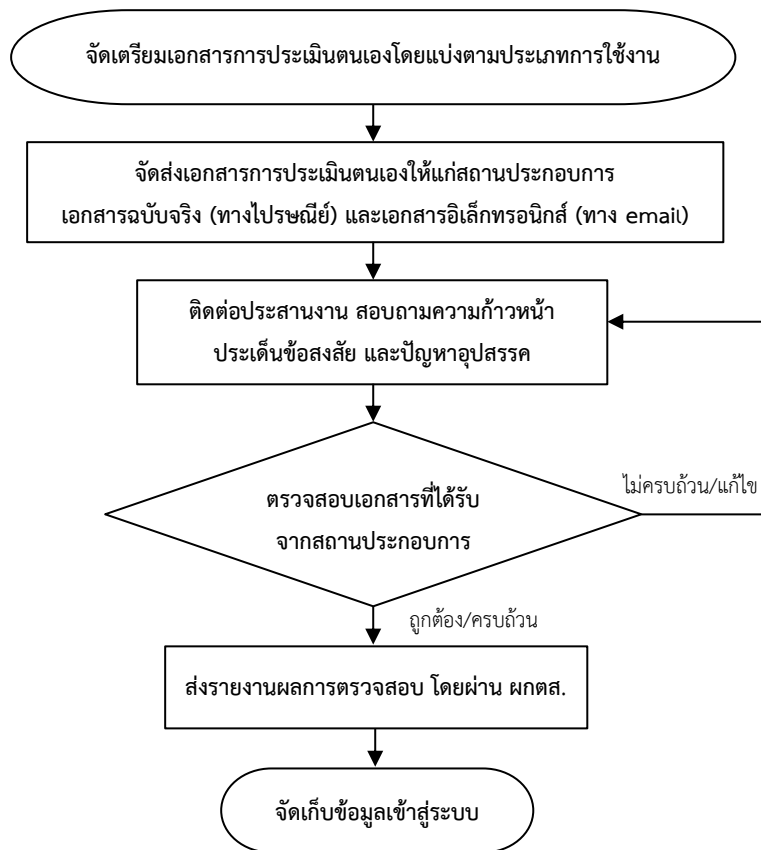 จัดเตรียมเอกสารการประเมินตนเองโดยแบ่งตามประเภทการใช้งาน
จัดส่งเอกสารการประเมินตนเองให้แก่สถานประกอบการ
เอกสารฉบับจริง (ทางไปรษณีย์) และเอกสารอิเล็กทรอนิกส์ (ทาง email)
ติดต่อประสานงาน สอบถามความก้าวหน้า
ประเด็นข้อสงสัย และปัญหาอุปสรรค
ตรวจสอบเอกสารที่ได้รับ
จากสถานประกอบการ
ไม่ครบถ้วน/แก้ไข
ถูกต้อง/ครบถ้วน
ส่งรายงานผลการตรวจสอบ โดยผ่าน ผกตส.
จัดเก็บข้อมูลเข้าสู่ระบบ